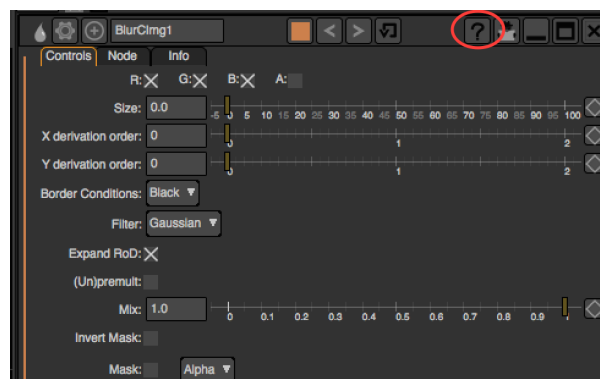 BlurCImg1 < > ?
Controls Node Info
R: G: B: A:
Size: 0.0 -5 0 5 10 15 20 25 30 35 40 45 50 55 60 65 70 75 80 85 90 95 100
X derivation order: 0 0 1 2
Y derivation order: 0 0 1 2
Border Conditions: Black
Filter: Gaussian
Expand RoD:
(Un)premult:
Mix: 1.0 0 0.1 0.2 0.3 0.4 0.5 0.6 0.7 0.8 0.9 1
Invert Mask:
Mask: Alpha